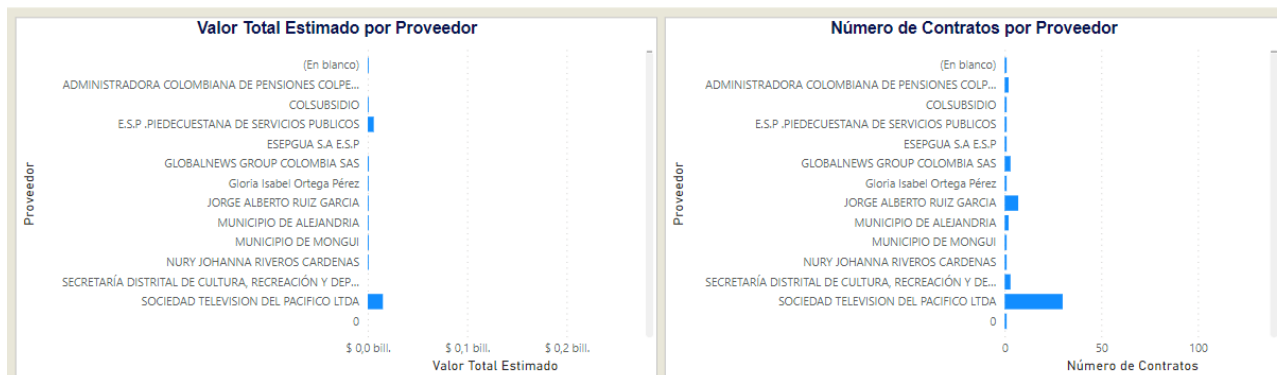 Valor Total Estimado por Proveedor
(En blanco)
ADMINISTRADORA COLOMBIANA DE PENSIONES COLPE...
COLSUBSIDIO
E.S.P .PIEDECUESTANA DE SERVICIOS PUBLICOS
ESEPGUA S.A E.S.P
GLOBALNEWS GROUP COLOMBIA SAS
Gloria Isabel Ortega Pérez
JORGE ALBERTO RUIZ GARCIA
MUNICIPIO DE ALEJANDRIA
MUNICIPIO DE MONGUI
NURY JOHANNA RIVEROS CARDENAS
SECRETARÍA DISTRITAL DE CULTURA, RECREACIÓN Y DEP...
SOCIEDAD TELEVISION DEL PACIFICO LTDA
0
Proveedor
$ 0,0 bill. $ 0,1 bill. $ 0,2 bill.
Valor Total Estimado
Número de Contratos por Proveedor
(En blanco)
ADMINISTRADORA COLOMBIANA DE PENSIONES COLP...
COLSUBSIDIO
E.S.P .PIEDECUESTANA DE SERVICIOS PUBLICOS
ESEPGUA S.A E.S.P
GLOBALNEWS GROUP COLOMBIA SAS
Gloria Isabel Ortega Pérez
JORGE ALBERTO RUIZ GARCIA
MUNICIPIO DE ALEJANDRIA
MUNICIPIO DE MONGUI
NURY JOHANNA RIVEROS CARDENAS
SECRETARÍA DISTRITAL DE CULTURA, RECREACIÓN Y DE...
SOCIEDAD TELEVISION DEL PACIFICO LTDA
0
Proveedor
0 50 100
Número de Contratos